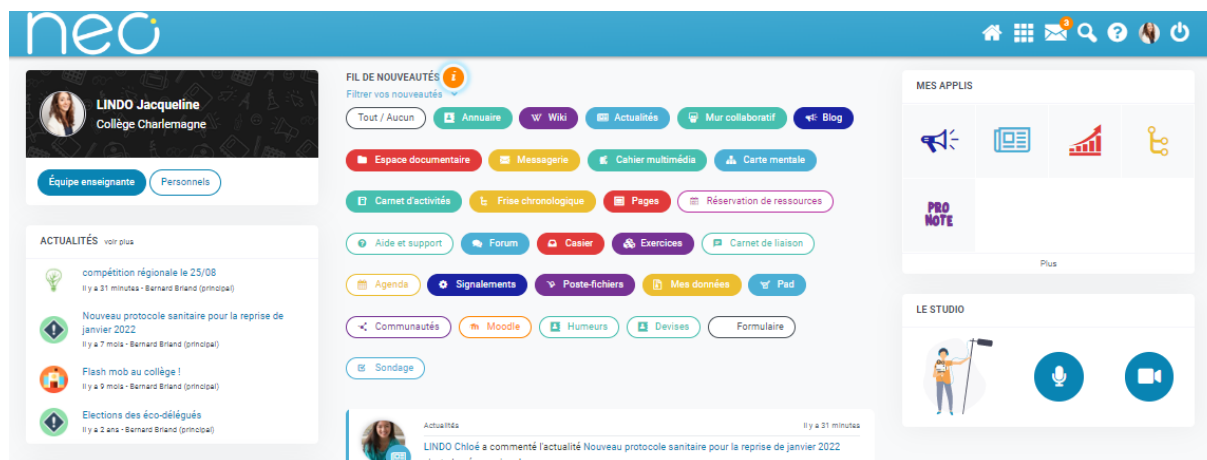 neo
3
LINDO Jacqueline
Collège Charlemagne
Équipe enseignante
Personnels
ACTUALITÉS voir plus
compétition régionale le 25/08
Il y a 31 minutes - Bernard Briand (principal)
Nouveau protocole sanitaire pour la reprise de
janvier 2022
Il y a 7 mois - Bernard Briand (principal)
Flash mob au collège !
Il y a 9 mois - Bernard Briand (principal)
Elections des éco-délégués
Il y a 2 ans - Bernard Briand (principal)
FIL DE NOUVEAUTÉS i
Filtrer vos nouveautés
Tout / Aucun Annuaire Wiki Actualités Mur collaboratif Blog
Espace documentaire Messagerie Cahier multimédia Carte mentale
Carnet d'activités Frise chronologique Pages Réservation de ressources
Aide et support Forum Casier Exercices Carnet de liaison
Agenda Signalements Poste-fichiers Mes données Pad
Communautés Moodle Humeurs Devises Formulaire
Sondage
Actualités Il y a 31 minutes
LINDO Chloé a commenté l'actualité Nouveau protocole sanitaire pour la reprise de janvier 2022
MES APPLIS
PRO
NOTE
Plus
LE STUDIO